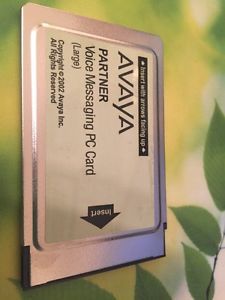 Insert with arrows facing up
AVAYA
PARTNER
Voice Messaging PC Card
(Large)
Insert
Copyright © 2002 Avaya Inc.
All Rights Reserved